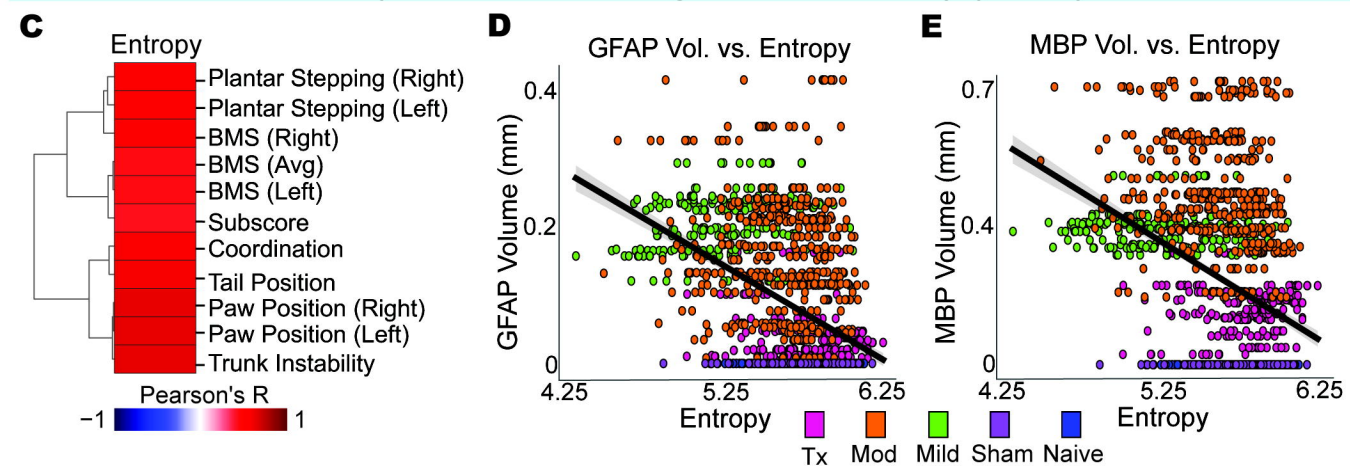 C
Entropy
Plantar Stepping (Right)
Plantar Stepping (Left)
BMS (Right)
BMS (Avg)
BMS (Left)
Subscore
Coordination
Tail Position
Paw Position (Right)
Paw Position (Left)
Trunk Instability
Pearson's R
−1 1
D
GFAP Vol. vs. Entropy
GFAP Volume (mm)
0.4
0.2
0
4.25 5.25 6.25
Entropy
E
MBP Vol. vs. Entropy
MBP Volume (mm)
0.7
0.4
0
4.25 5.25 6.25
Entropy
Tx Mod Mild Sham Naive